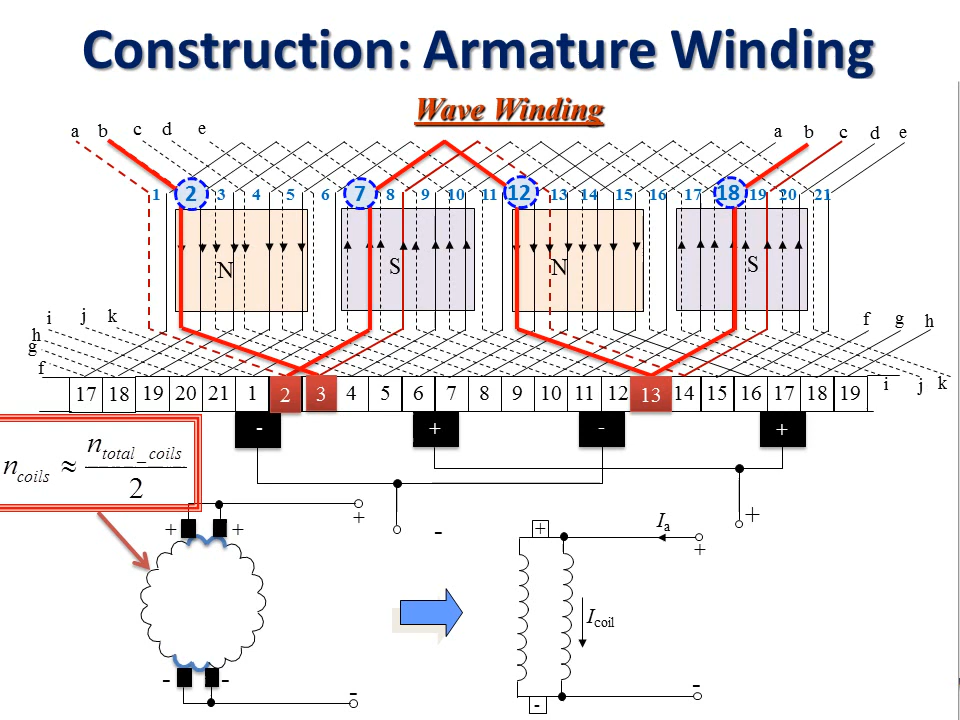 Construction: Armature Winding
Wave Winding
a b c d e a b c d e
1 2 3 4 5 6 7 8 9 10 11 12 13 14 15 16 17 18 19 20 21
N S N S
i j k f g h
h
g
f
17 18 19 20 21 1 2 3 4 5 6 7 8 9 10 11 12 13 14 15 16 17 18 19 i j k
- + - +
n_coils ≈ n_total_coils / 2
+ + + - + + I_a +
I_coil
- - - - -